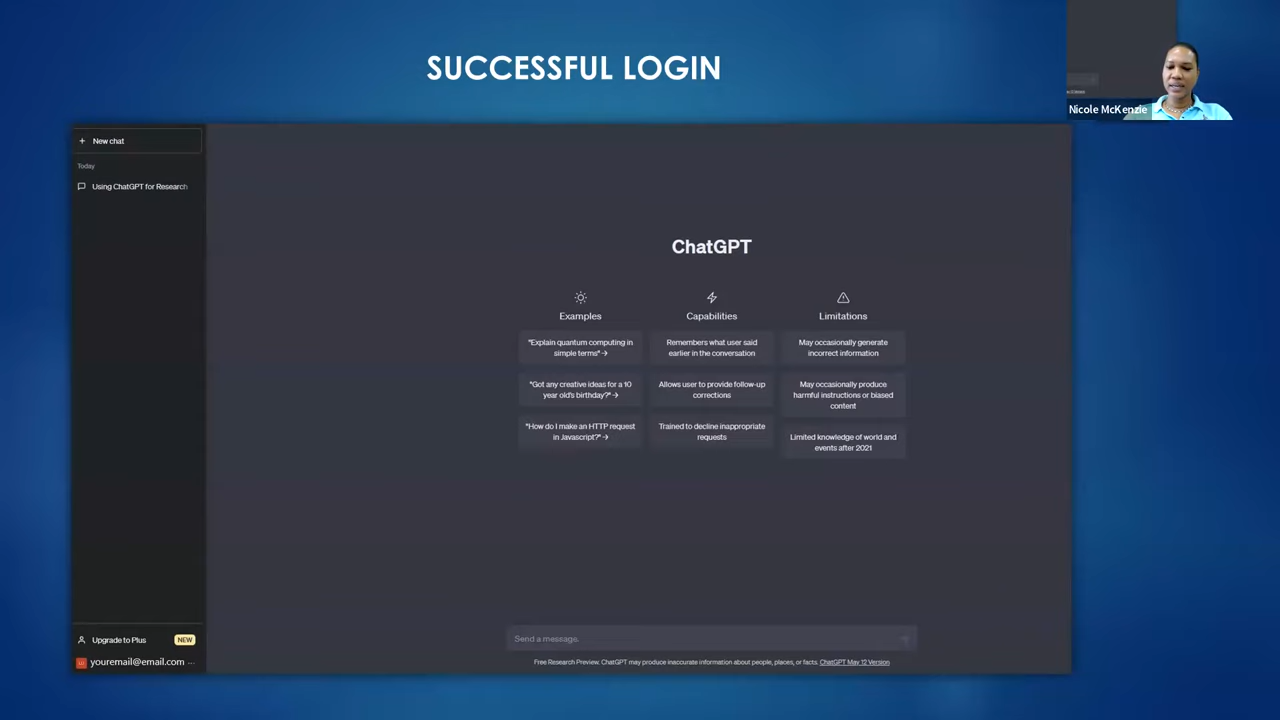 SUCCESSFUL LOGIN
Nicole McKenzie
+ New chat
Today
Using ChatGPT for Research
ChatGPT
Examples
"Explain quantum computing in
simple terms" →
"Got any creative ideas for a 10
year old's birthday?" →
"How do I make an HTTP request
in Javascript?" →
Capabilities
Remembers what user said
earlier in the conversation
Allows user to provide follow-up
corrections
Trained to decline inappropriate
requests
Limitations
May occasionally generate
incorrect information
May occasionally produce
harmful instructions or biased
content
Limited knowledge of world and
events after 2021
Upgrade to Plus NEW
youremail@email.com ...
Send a message.
Free Research Preview. ChatGPT may produce inaccurate information about people, places, or facts. ChatGPT May 12 Version